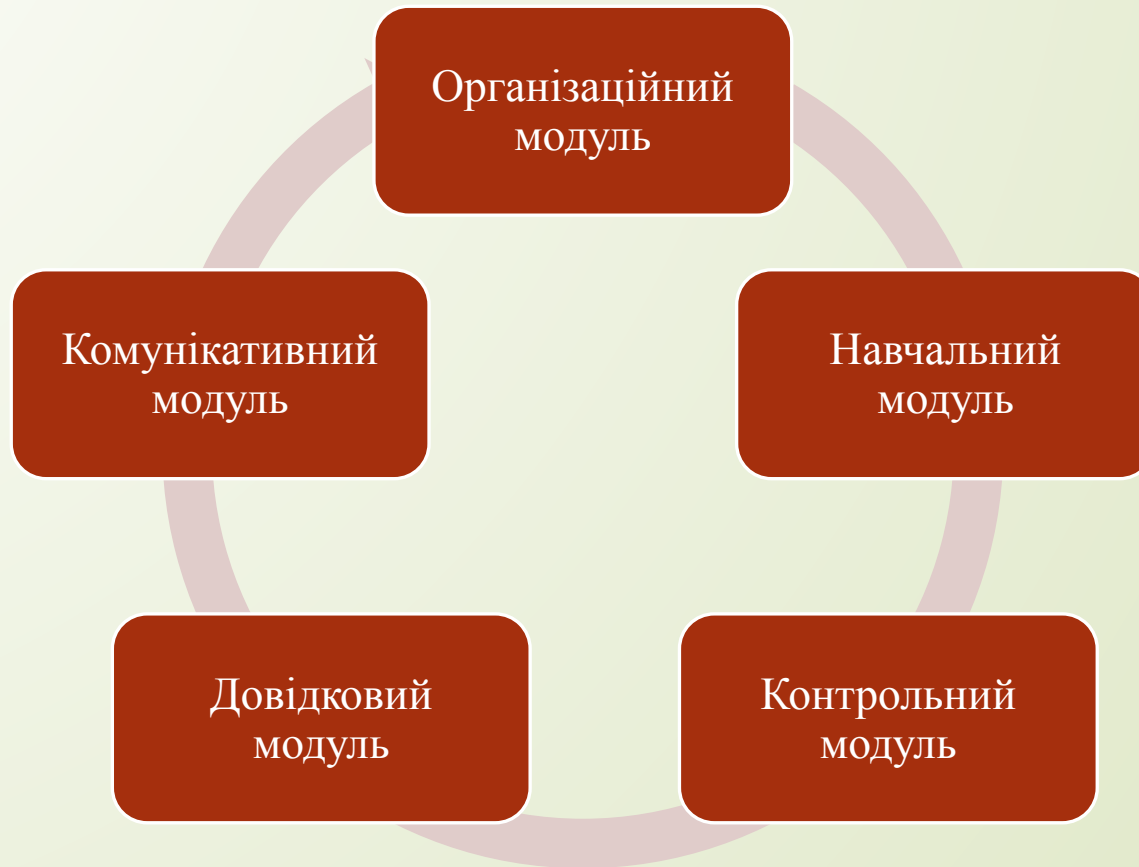 Організаційний
модуль
Комунікативний
модуль
Навчальний
модуль
Довідковий
модуль
Контрольний
модуль